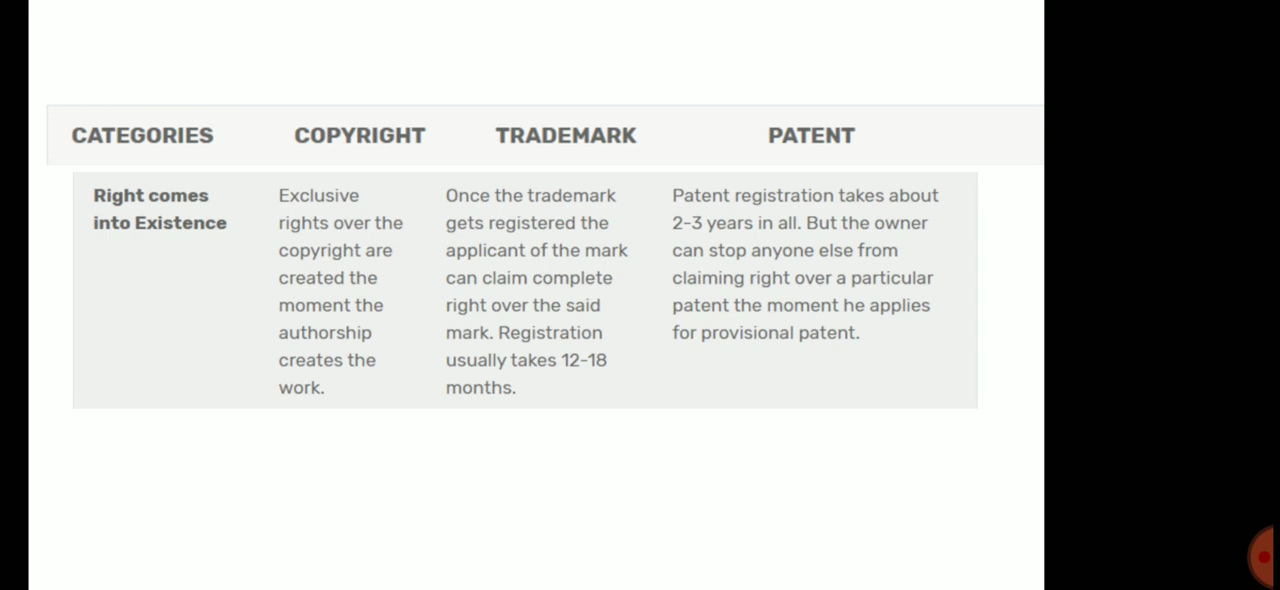 CATEGORIES COPYRIGHT TRADEMARK PATENT
Right comes
into Existence
Exclusive
rights over the
copyright are
created the
moment the
authorship
creates the
work.
Once the trademark
gets registered the
applicant of the mark
can claim complete
right over the said
mark. Registration
usually takes 12-18
months.
Patent registration takes about
2-3 years in all. But the owner
can stop anyone else from
claiming right over a particular
patent the moment he applies
for provisional patent.